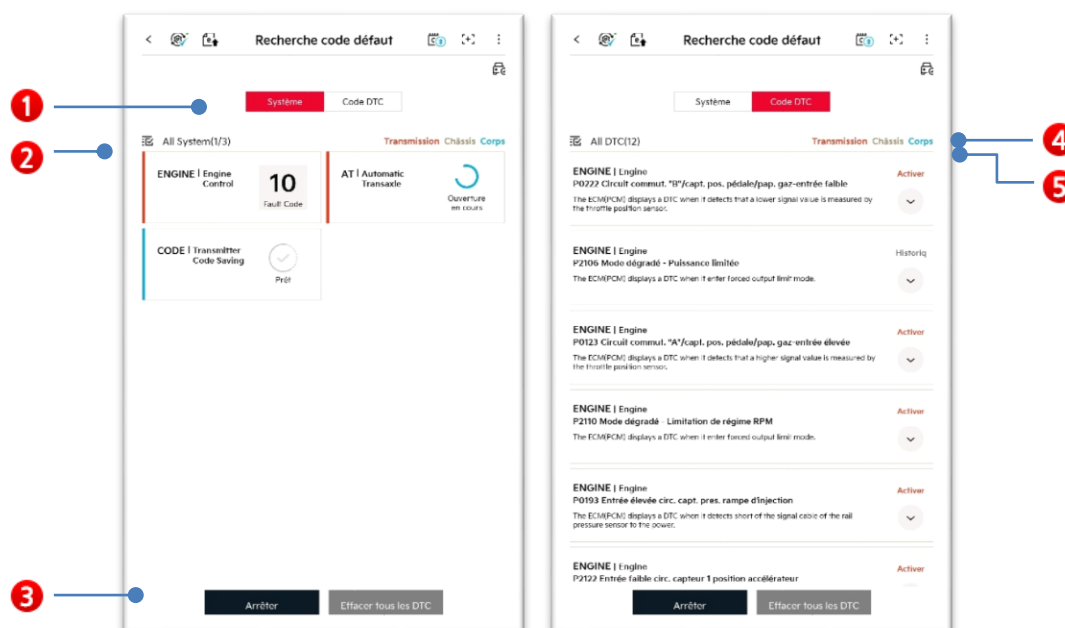 Recherche code défaut
Système Code DTC
All System(1/3) Transmission Châssis Corps
ENGINE | Engine Control
10
Fault Code
AT | Automatic Transaxle
Ouverture en cours
CODE | Transmitter Code Saving
Prêt
Arrêter Effacer tous les DTC
1
2
3
Recherche code défaut
Système Code DTC
All DTC(12) Transmission Châssis Corps
ENGINE | Engine Activer
P0222 Circuit commut. "B"/capt. pos. pédale/pap. gaz-entrée faible
The ECM(PCM) displays a DTC when it detects that a lower signal value is measured by
the throttle position sensor.
ENGINE | Engine Historiq
P2106 Mode dégradé - Puissance limitée
The ECM(PCM) displays a DTC when it enter forced output limit mode.
ENGINE | Engine Activer
P0123 Circuit commut. "A"/capt. pos. pédale/pap. gaz-entrée élevée
The ECM(PCM) displays a DTC when it detects that a higher signal value is measured by
the throttle position sensor.
ENGINE | Engine Activer
P2110 Mode dégradé - Limitation de régime RPM
The ECM(PCM) displays a DTC when it enter forced output limit mode.
ENGINE | Engine Activer
P0193 Entrée élevée circ. capt. pres. rampe d'injection
The ECM(PCM) displays a DTC when it detects short of the signal cable of the rail
pressure sensor to the power.
ENGINE | Engine Activer
P2122 Entrée faible circ. capteur 1 position accélérateur
Arrêter Effacer tous les DTC
4
5